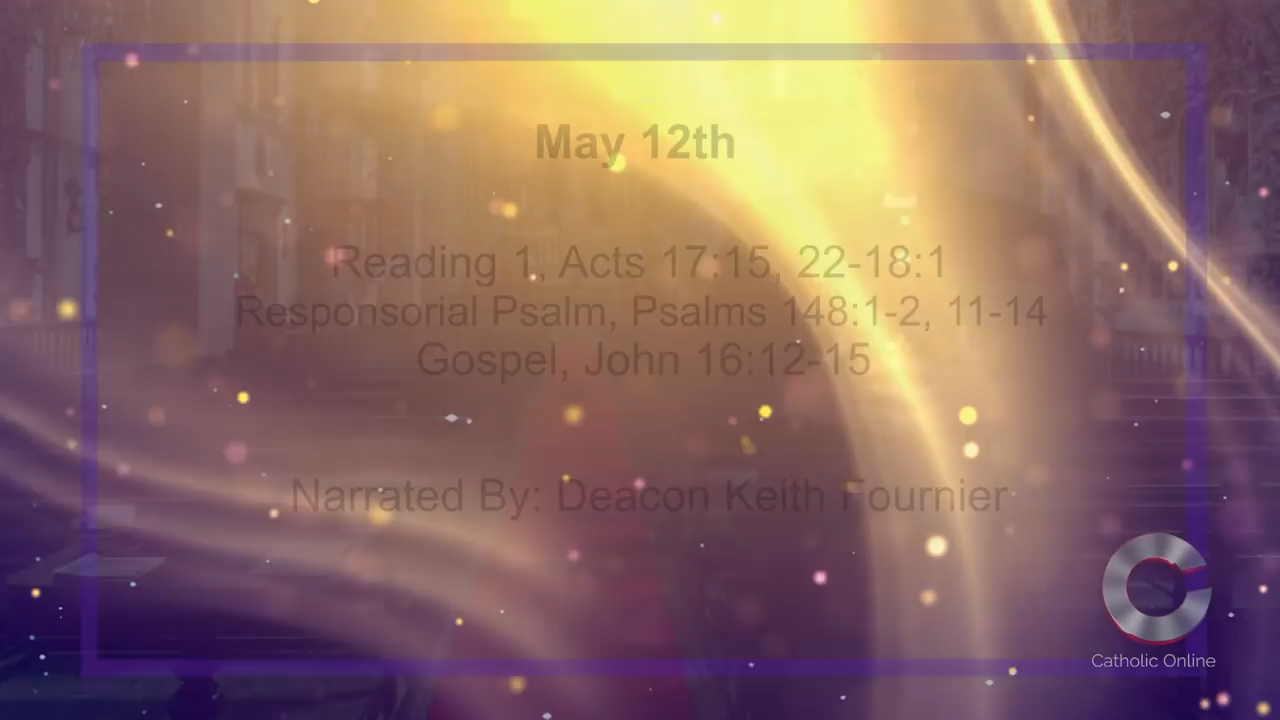 May 12th
Reading 1, Acts 17:15, 22-18:1
Responsorial Psalm, Psalms 148:1-2, 11-14
Gospel, John 16:12-15
Narrated By: Deacon Keith Fournier
Catholic Online